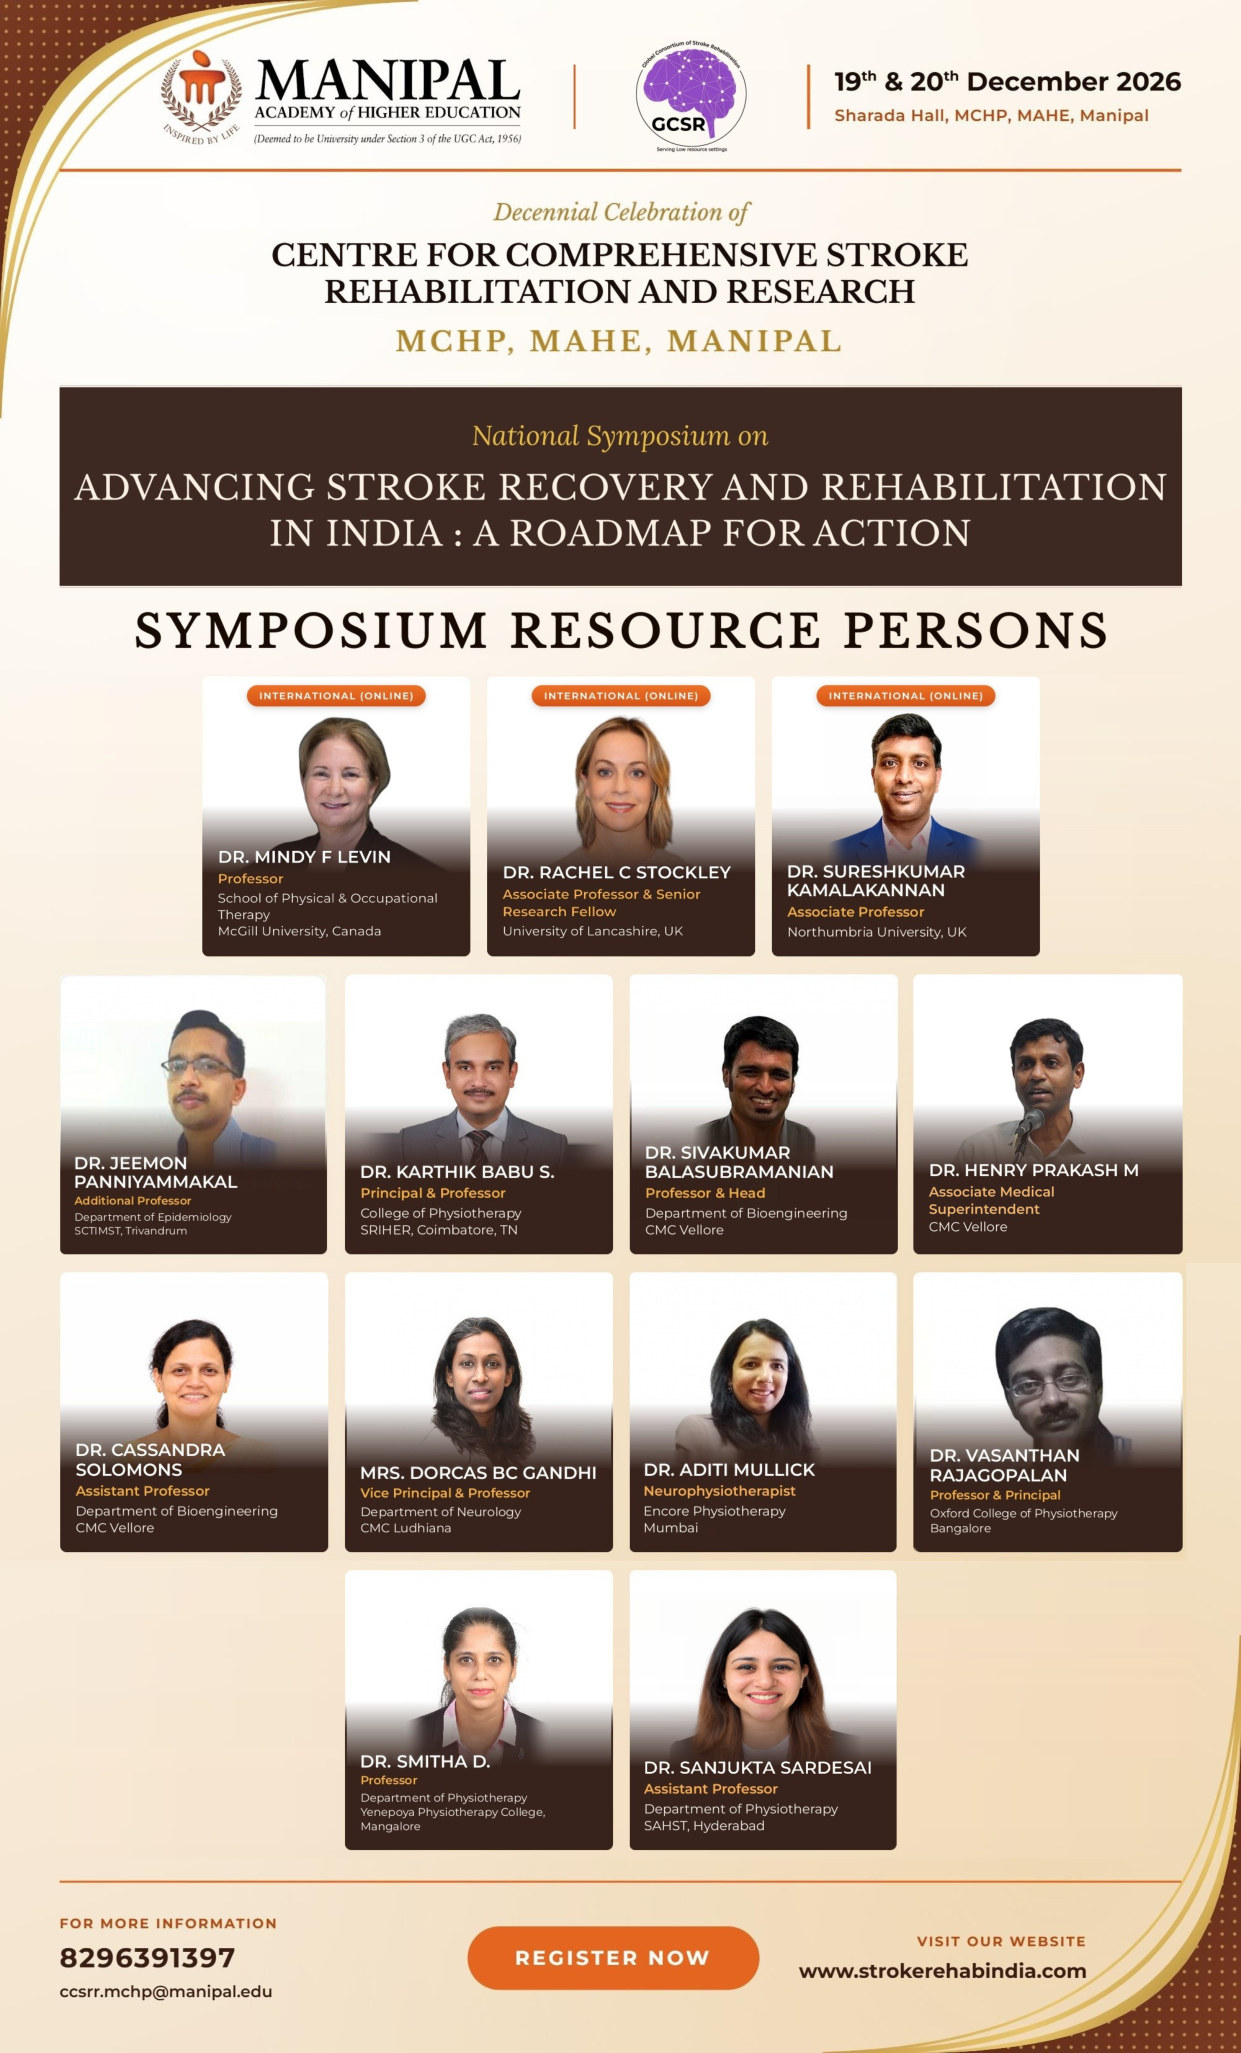 MANIPAL
ACADEMY of HIGHER EDUCATION
(Deemed to be University under Section 3 of the UGC Act, 1956)
INSPIRED BY LIFE
Global Consortium of Stroke Rehabilitation
GCSR
Serving Low resource settings
19th & 20th December 2026
Sharada Hall, MCHP, MAHE, Manipal
Decennial Celebration of
CENTRE FOR COMPREHENSIVE STROKE
REHABILITATION AND RESEARCH
MCHP, MAHE, MANIPAL
National Symposium on
ADVANCING STROKE RECOVERY AND REHABILITATION
IN INDIA : A ROADMAP FOR ACTION
SYMPOSIUM RESOURCE PERSONS
INTERNATIONAL (ONLINE)
DR. MINDY F LEVIN
Professor
School of Physical & Occupational
Therapy
McGill University, Canada
INTERNATIONAL (ONLINE)
DR. RACHEL C STOCKLEY
Associate Professor & Senior
Research Fellow
University of Lancashire, UK
INTERNATIONAL (ONLINE)
DR. SURESHKUMAR
KAMALAKANNAN
Associate Professor
Northumbria University, UK
DR. JEEMON
PANNIYAMMAKAL
Additional Professor
Department of Epidemiology
SCTIMST, Trivandrum
DR. KARTHIK BABU S.
Principal & Professor
College of Physiotherapy
SRIHER, Coimbatore, TN
DR. SIVAKUMAR
BALASUBRAMANIAN
Professor & Head
Department of Bioengineering
CMC Vellore
DR. HENRY PRAKASH M
Associate Medical
Superintendent
CMC Vellore
DR. CASSANDRA
SOLOMONS
Assistant Professor
Department of Bioengineering
CMC Vellore
MRS. DORCAS BC GANDHI
Vice Principal & Professor
Department of Neurology
CMC Ludhiana
DR. ADITI MULLICK
Neurophysiotherapist
Encore Physiotherapy
Mumbai
DR. VASANTHAN
RAJAGOPALAN
Professor & Principal
Oxford College of Physiotherapy
Bangalore
DR. SMITHA D.
Professor
Department of Physiotherapy
Yenepoya Physiotherapy College,
Mangalore
DR. SANJUKTA SARDESAI
Assistant Professor
Department of Physiotherapy
SAHST, Hyderabad
FOR MORE INFORMATION
8296391397
ccsrr.mchp@manipal.edu
REGISTER NOW
VISIT OUR WEBSITE
www.strokerehabindia.com